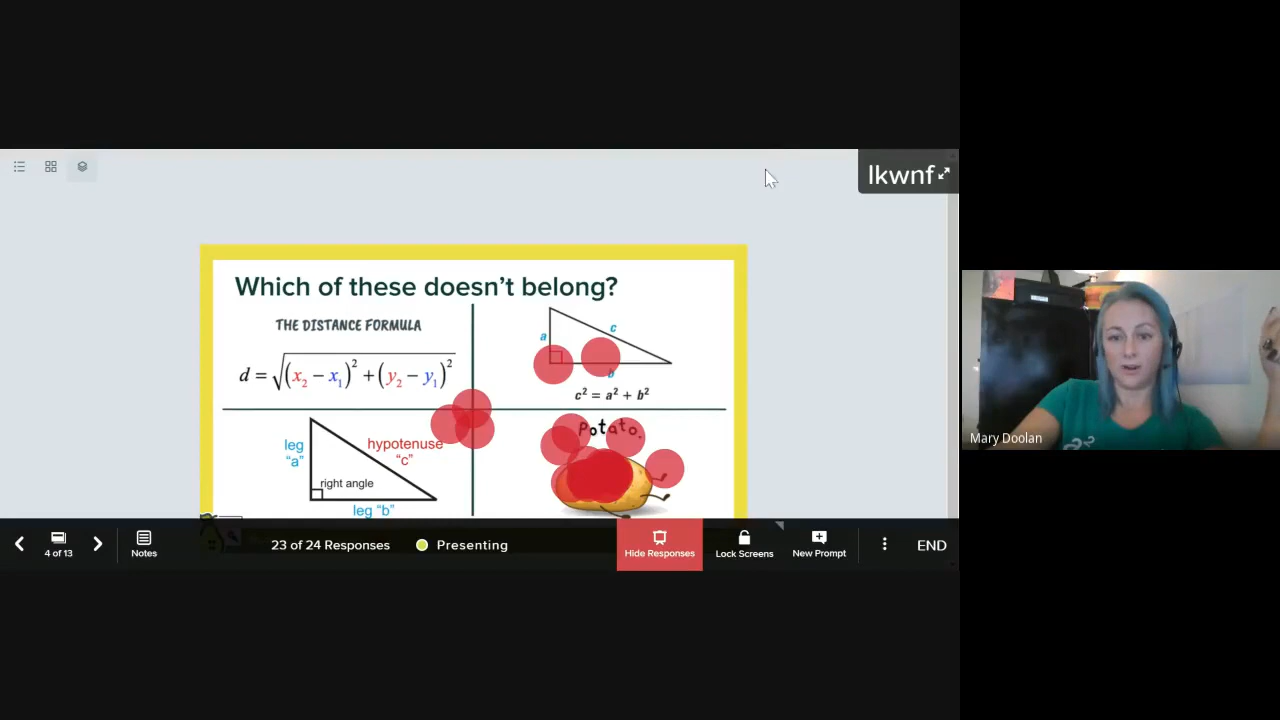 lkwnf
Which of these doesn't belong?
THE DISTANCE FORMULA
d = √(x₂ − x₁)² + (y₂ − y₁)²
a
c
b
c² = a² + b²
leg
"a"
hypotenuse
"c"
right angle
leg "b"
Potato.
Mary Doolan
4 of 13
Notes
23 of 24 Responses
Presenting
Hide Responses
Lock Screens
New Prompt
END